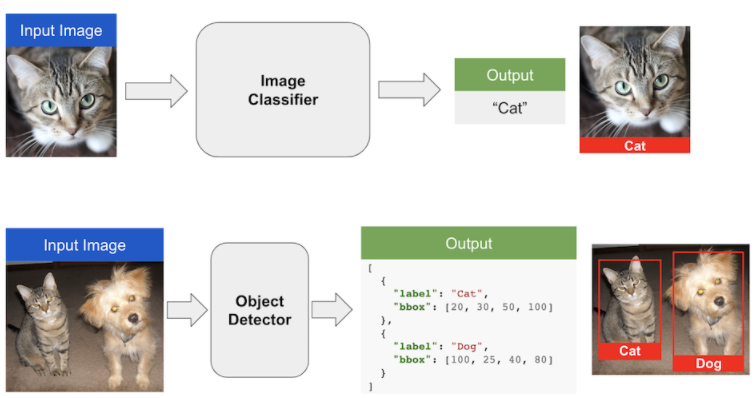 Input Image
Image
Classifier
Output
“Cat”
Cat
Input Image
Object
Detector
Output
[
{
"label": "Cat",
"bbox": [20, 30, 50, 100]
},
{
"label": "Dog",
"bbox": [100, 25, 40, 80]
}
]
Cat
Dog